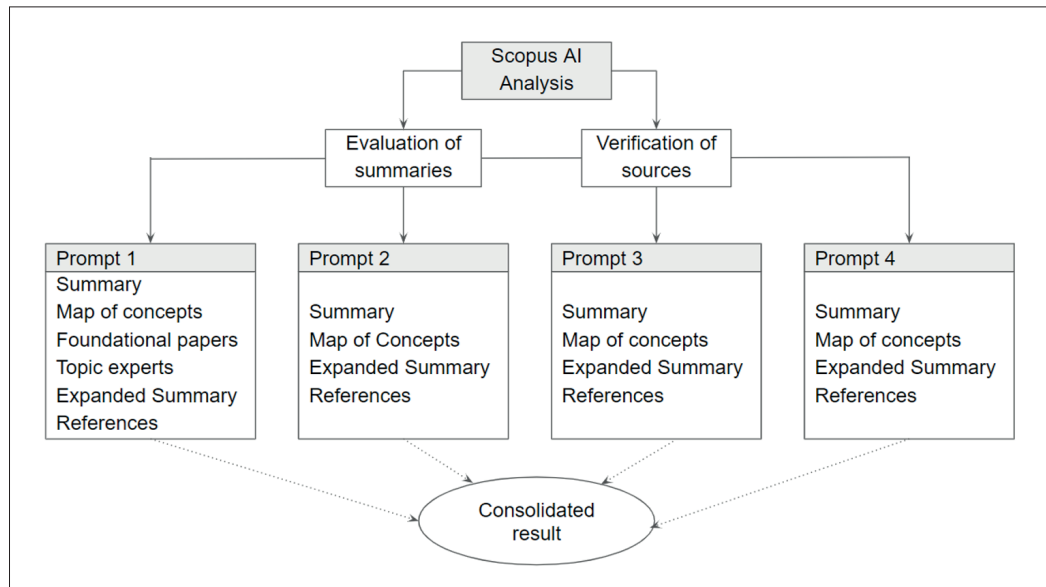 Scopus AI
Analysis
Evaluation of
summaries
Verification of
sources
Prompt 1
Summary
Map of concepts
Foundational papers
Topic experts
Expanded Summary
References
Prompt 2
Summary
Map of Concepts
Expanded Summary
References
Prompt 3
Summary
Map of concepts
Expanded Summary
References
Prompt 4
Summary
Map of concepts
Expanded Summary
References
Consolidated
result